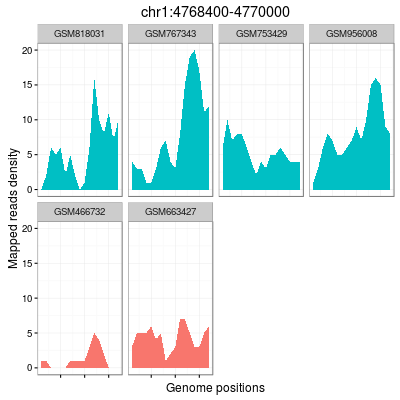 chr1:4768400-4770000
GSM818031 GSM767343 GSM753429 GSM956008
20
15
10
5
0
Mapped reads density
GSM466732 GSM663427
20
15
10
5
0
Genome positions